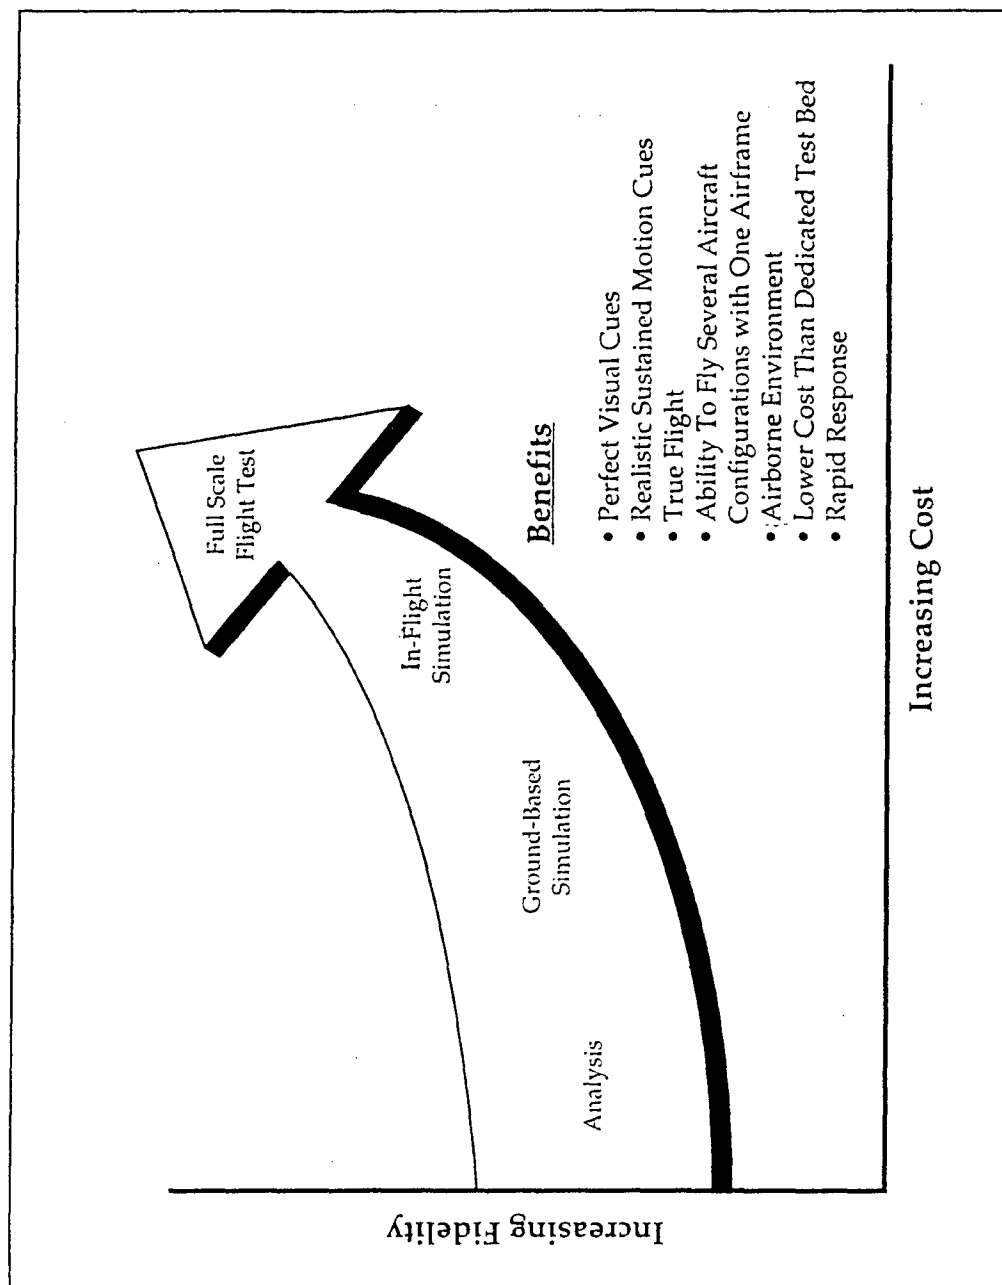 Increasing Fidelity
Full Scale
Flight Test
In-Flight
Simulation
Ground-Based
Simulation
Analysis
Benefits
• Perfect Visual Cues
• Realistic Sustained Motion Cues
• True Flight
• Ability To Fly Several Aircraft
Configurations with One Airframe
• Airborne Environment
• Lower Cost Than Dedicated Test Bed
• Rapid Response
Increasing Cost